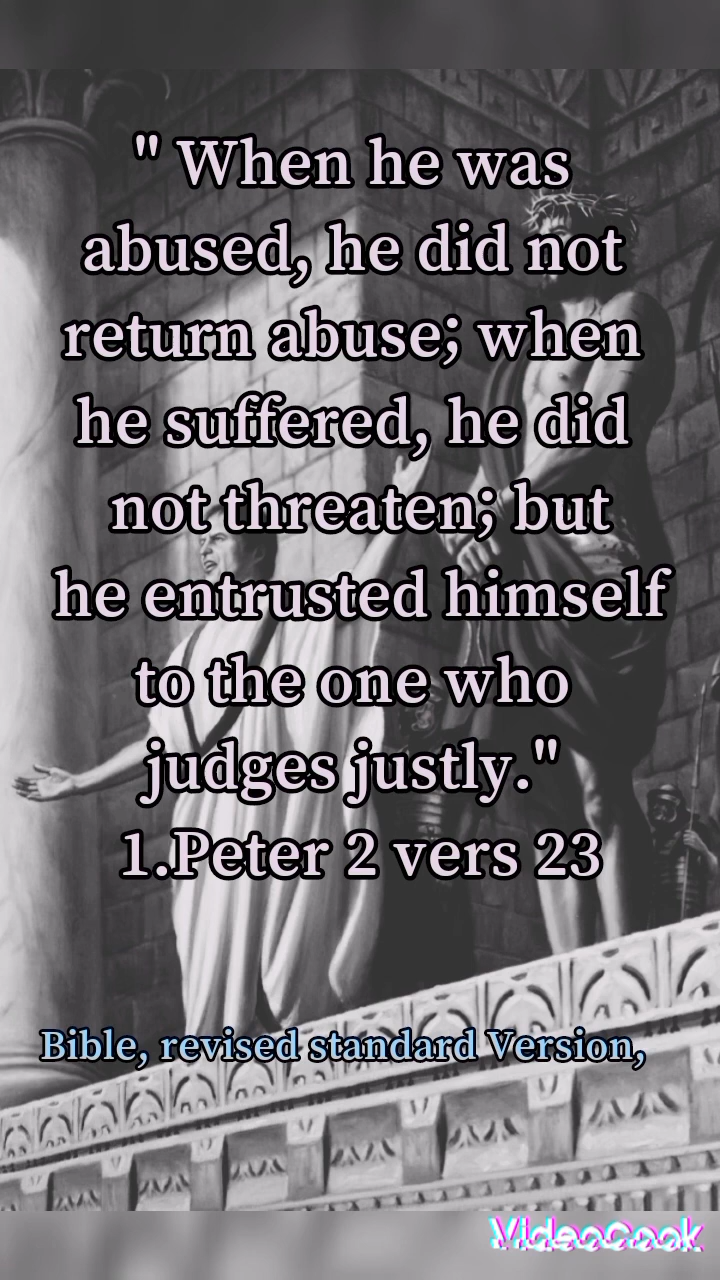 " When he was
abused, he did not
return abuse; when
he suffered, he did
not threaten; but
he entrusted himself
to the one who
judges justly."
1.Peter 2 vers 23
Bible, revised standard Version,
VideoCook